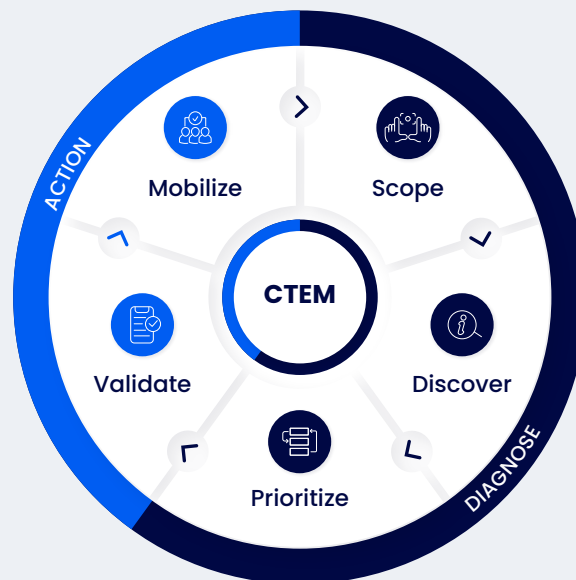 ACTION
Mobilize
Scope
CTEM
Validate
Discover
Prioritize
DIAGNOSE